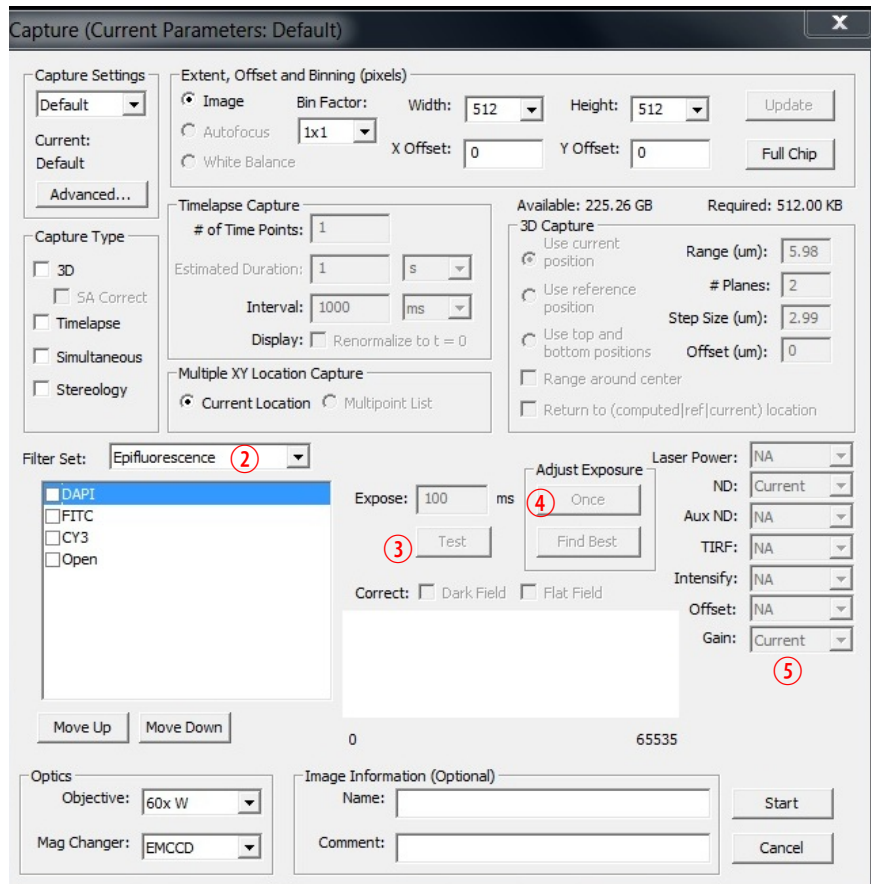 Capture (Current Parameters: Default)
X
Capture Settings
Default
Current:
Default
Advanced...
Extent, Offset and Binning (pixels)
Image
Autofocus
White Balance
Bin Factor:
1x1
Width: 512
Height: 512
Update
X Offset: 0
Y Offset: 0
Full Chip
Capture Type
3D
SA Correct
Timelapse
Simultaneous
Stereology
Timelapse Capture
# of Time Points: 1
Estimated Duration: 1 s
Interval: 1000 ms
Display: Renormalize to t = 0
Multiple XY Location Capture
Current Location Multipoint List
Available: 225.26 GB Required: 512.00 KB
3D Capture
Use current
position
Use reference
position
Use top and
bottom positions
Range (um): 5.98
# Planes: 2
Step Size (um): 2.99
Offset (um): 0
Range around center
Return to (computed|ref|current) location
Filter Set: Epifluorescence ②
DAPI
FITC
CY3
Open
Move Up Move Down
Expose: 100 ms
③ Test
Adjust Exposure
④ Once
Find Best
Correct: Dark Field Flat Field
0 65535
Laser Power: NA
ND: Current
Aux ND: NA
TIRF: NA
Intensify: NA
Offset: NA
Gain: Current
⑤
Optics
Objective: 60x W
Mag Changer: EMCCD
Image Information (Optional)
Name:
Comment:
Start
Cancel